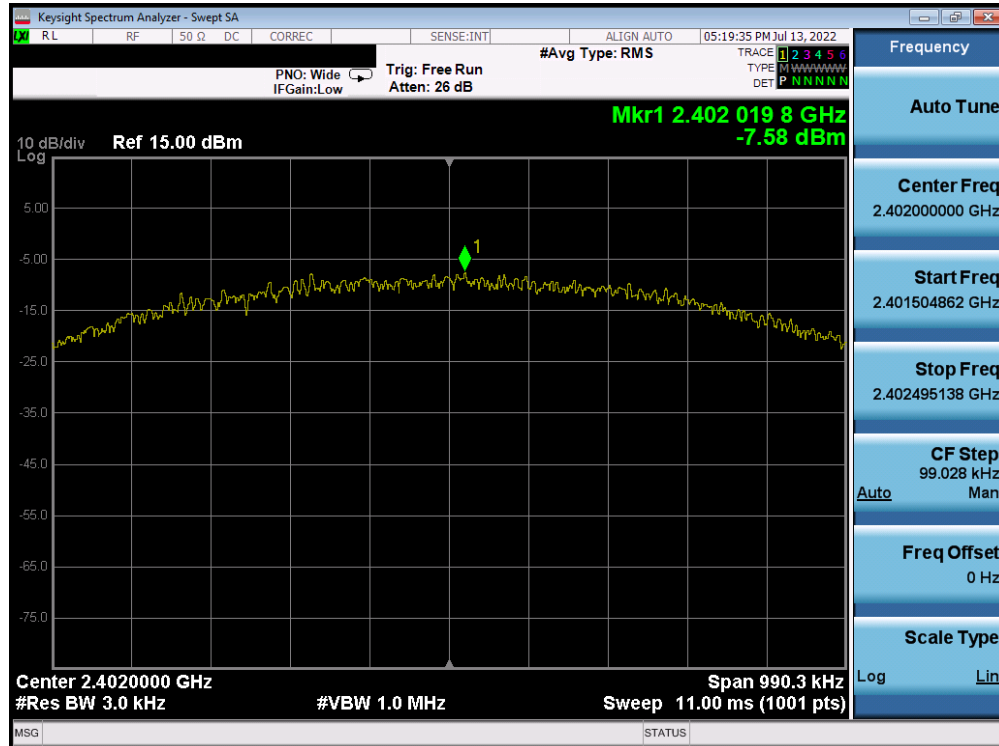 Keysight Spectrum Analyzer - Swept SA
LXI RL RF 50 Ω DC CORREC SENSE:INT ALIGN AUTO 05:19:35 PM Jul 13, 2022
PNO: Wide
IFGain:Low
Trig: Free Run
Atten: 26 dB
#Avg Type: RMS
TRACE 1 2 3 4 5 6
TYPE M WWWWW
DET P N N N N N
Mkr1 2.402 019 8 GHz
-7.58 dBm
10 dB/div Ref 15.00 dBm
Log
1
5.00
-5.00
-15.0
-25.0
-35.0
-45.0
-55.0
-65.0
-75.0
Center 2.4020000 GHz Span 990.3 kHz
#Res BW 3.0 kHz #VBW 1.0 MHz Sweep 11.00 ms (1001 pts)
MSG STATUS
Frequency
Auto Tune
Center Freq
2.402000000 GHz
Start Freq
2.401504862 GHz
Stop Freq
2.402495138 GHz
CF Step
99.028 kHz
Auto Man
Freq Offset
0 Hz
Scale Type
Log Lin